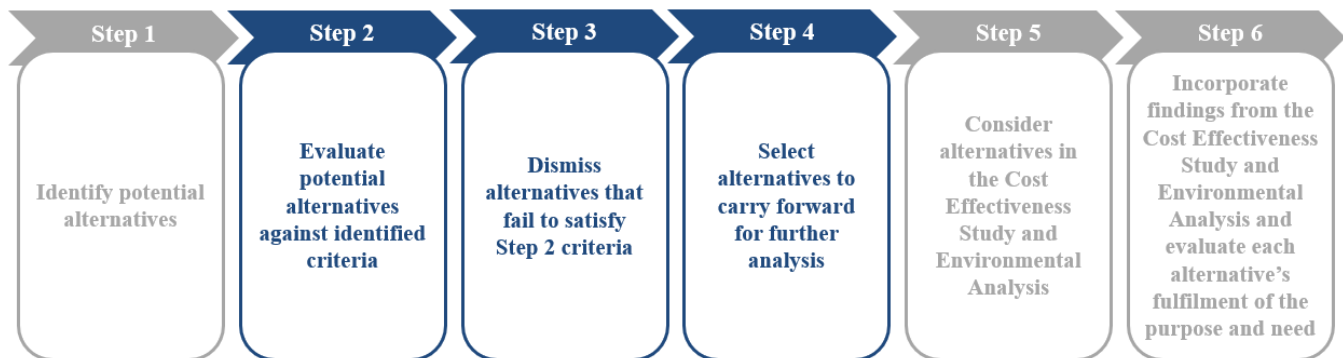 Step 1
Identify potential
alternatives
Step 2
Evaluate
potential
alternatives
against identified
criteria
Step 3
Dismiss
alternatives that
fail to satisfy
Step 2 criteria
Step 4
Select
alternatives to
carry forward
for further
analysis
Step 5
Consider
alternatives in
the Cost
Effectiveness
Study and
Environmental
Analysis
Step 6
Incorporate
findings from the
Cost Effectiveness
Study and
Environmental
Analysis and
evaluate each
alternative’s
fulfilment of the
purpose and need